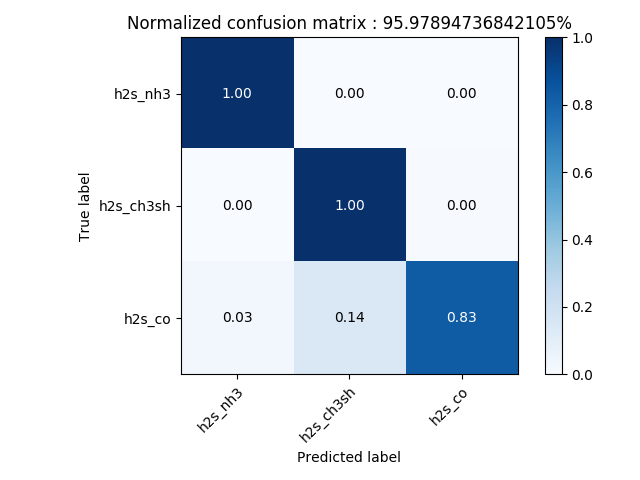 Normalized confusion matrix : 95.97894736842105%
h2s_nh3
1.00
0.00
0.00
h2s_ch3sh
0.00
1.00
0.00
h2s_co
0.03
0.14
0.83
h2s_nh3
h2s_ch3sh
h2s_co
True label
Predicted label
1.0
0.8
0.6
0.4
0.2
0.0